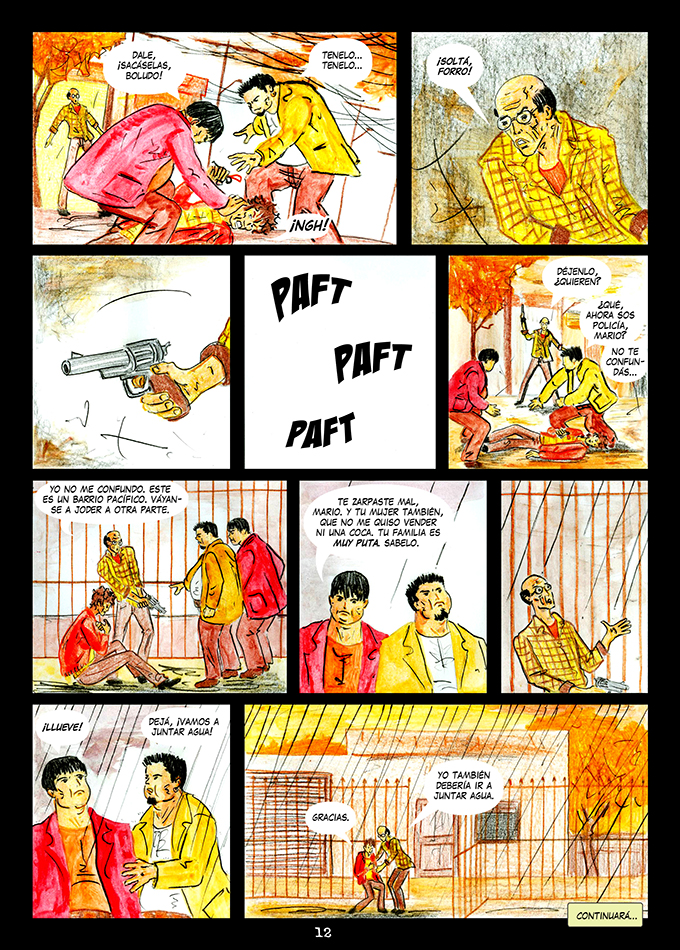 DALE,
¡SACÁSELAS,
BOLUDO!
TENELO...
TENELO...
¡NGH!
¡SOLTÁ,
FORRO!
PAFT
PAFT
PAFT
DÉJENLO,
¿QUIEREN?
¿QUÉ,
AHORA SOS
POLICÍA,
MARIO?
NO TE
CONFUN-
DÁS...
YO NO ME CONFUNDO. ESTE
ES UN BARRIO PACÍFICO. VÁYAN-
SE A JODER A OTRA PARTE.
TE ZARPASTE MAL,
MARIO. Y TU MUJER TAMBIÉN,
QUE NO ME QUISO VENDER
NI UNA COCA. TU FAMILIA ES
MUY PUTA. SABELO.
¡LLUEVE!
DEJÁ, ¡VAMOS A
JUNTAR AGUA!
GRACIAS.
YO TAMBIÉN
DEBERÍA IR A
JUNTAR AGUA.
CONTINUARÁ...
12